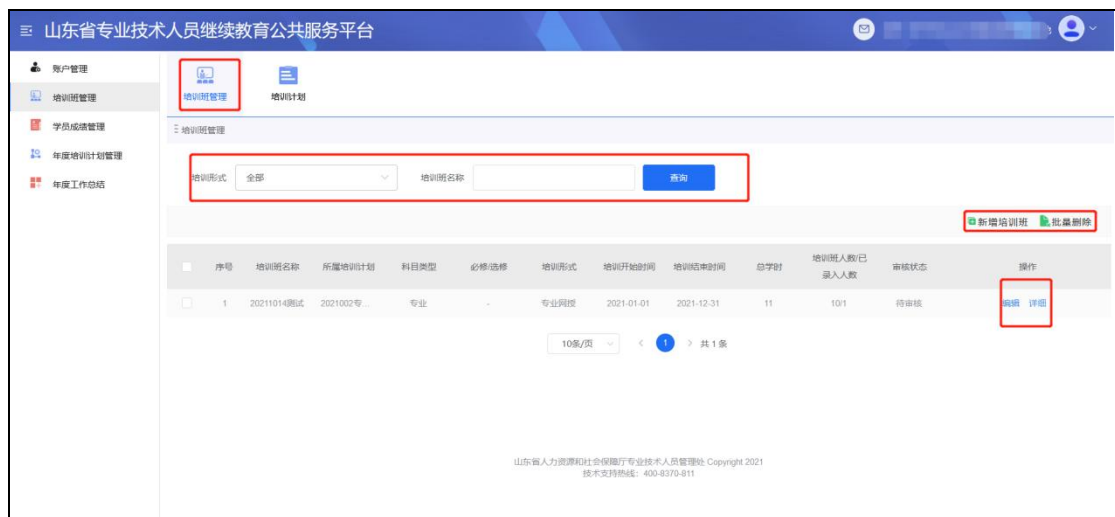 山东省专业技术人员继续教育公共服务平台
账户管理
培训班管理
学员成绩管理
年度培训计划管理
年度工作总结
培训班管理
培训计划
培训班管理
培训形式 全部 培训班名称 查询
新增培训班 批量删除
序号 培训班名称 所属培训计划 科目类型 必修/选修 培训形式 培训开始时间 培训结束时间 总学时 培训班人数/已录入人数 审核状态 操作
1 20211014测试 2021002专... 专业 - 专业网授 2021-01-01 2021-12-31 11 10/1 待审核 编辑 详细
10条/页 < 1 > 共 1 条
山东省人力资源和社会保障厅专业技术人员管理处 Copyright 2021
技术支持热线：400-8370-811